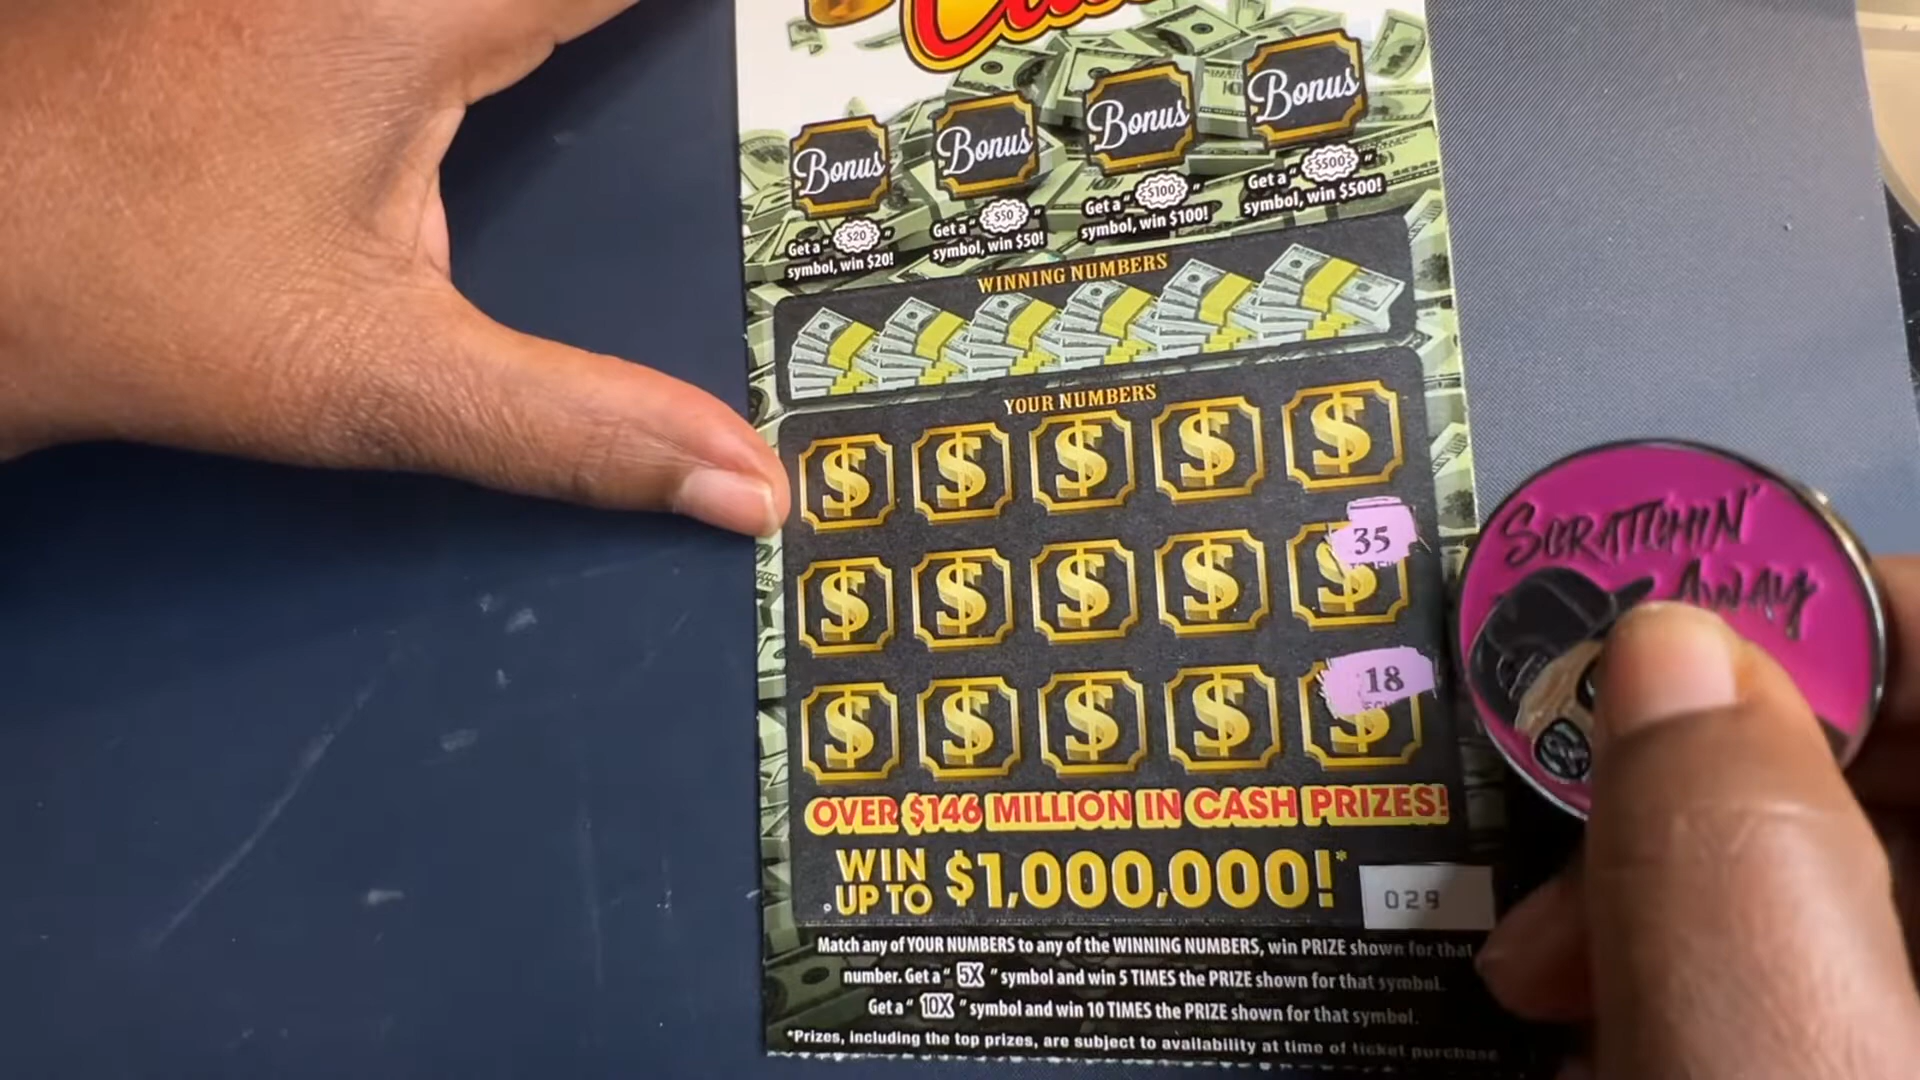 Bonus Bonus Bonus Bonus
Get a " $20 " symbol, win $20!
Get a " $50 " symbol, win $50!
Get a " $100 " symbol, win $100!
Get a " $500 " symbol, win $500!
WINNING NUMBERS
YOUR NUMBERS
$ $ $ $ $
35
$ $ $ $ $
18
$ $ $ $ $
OVER $146 MILLION IN CASH PRIZES!
WIN UP TO $1,000,000!*
029
Match any of YOUR NUMBERS to any of the WINNING NUMBERS, win PRIZE shown for that
number. Get a " 5X " symbol and win 5 TIMES the PRIZE shown for that symbol.
Get a " 10X " symbol and win 10 TIMES the PRIZE shown for that symbol.
*Prizes, including the top prizes, are subject to availability at time of ticket purchase
SCRATCHIN'
AWAY